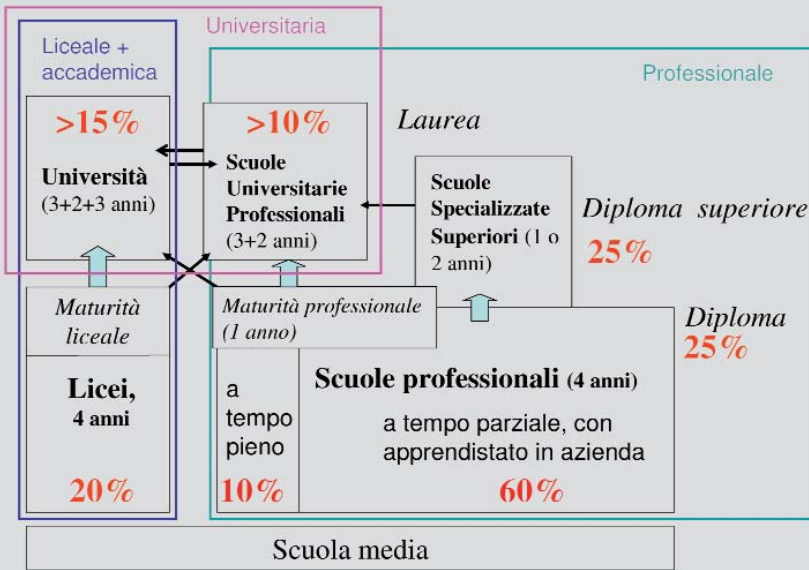 Universitaria
Liceale +
accademica
Professionale
>15%
Università
(3+2+3 anni)
>10%
Scuole
Universitarie
Professionali
(3+2 anni)
Laurea
Scuole
Specializzate
Superiori (1 o
2 anni)
Diploma superiore
25%
Maturità
liceale
Maturità professionale
(1 anno)
Diploma
25%
Licei,
4 anni
20%
a
tempo
pieno
10%
Scuole professionali (4 anni)
a tempo parziale, con
apprendistato in azienda
60%
Scuola media